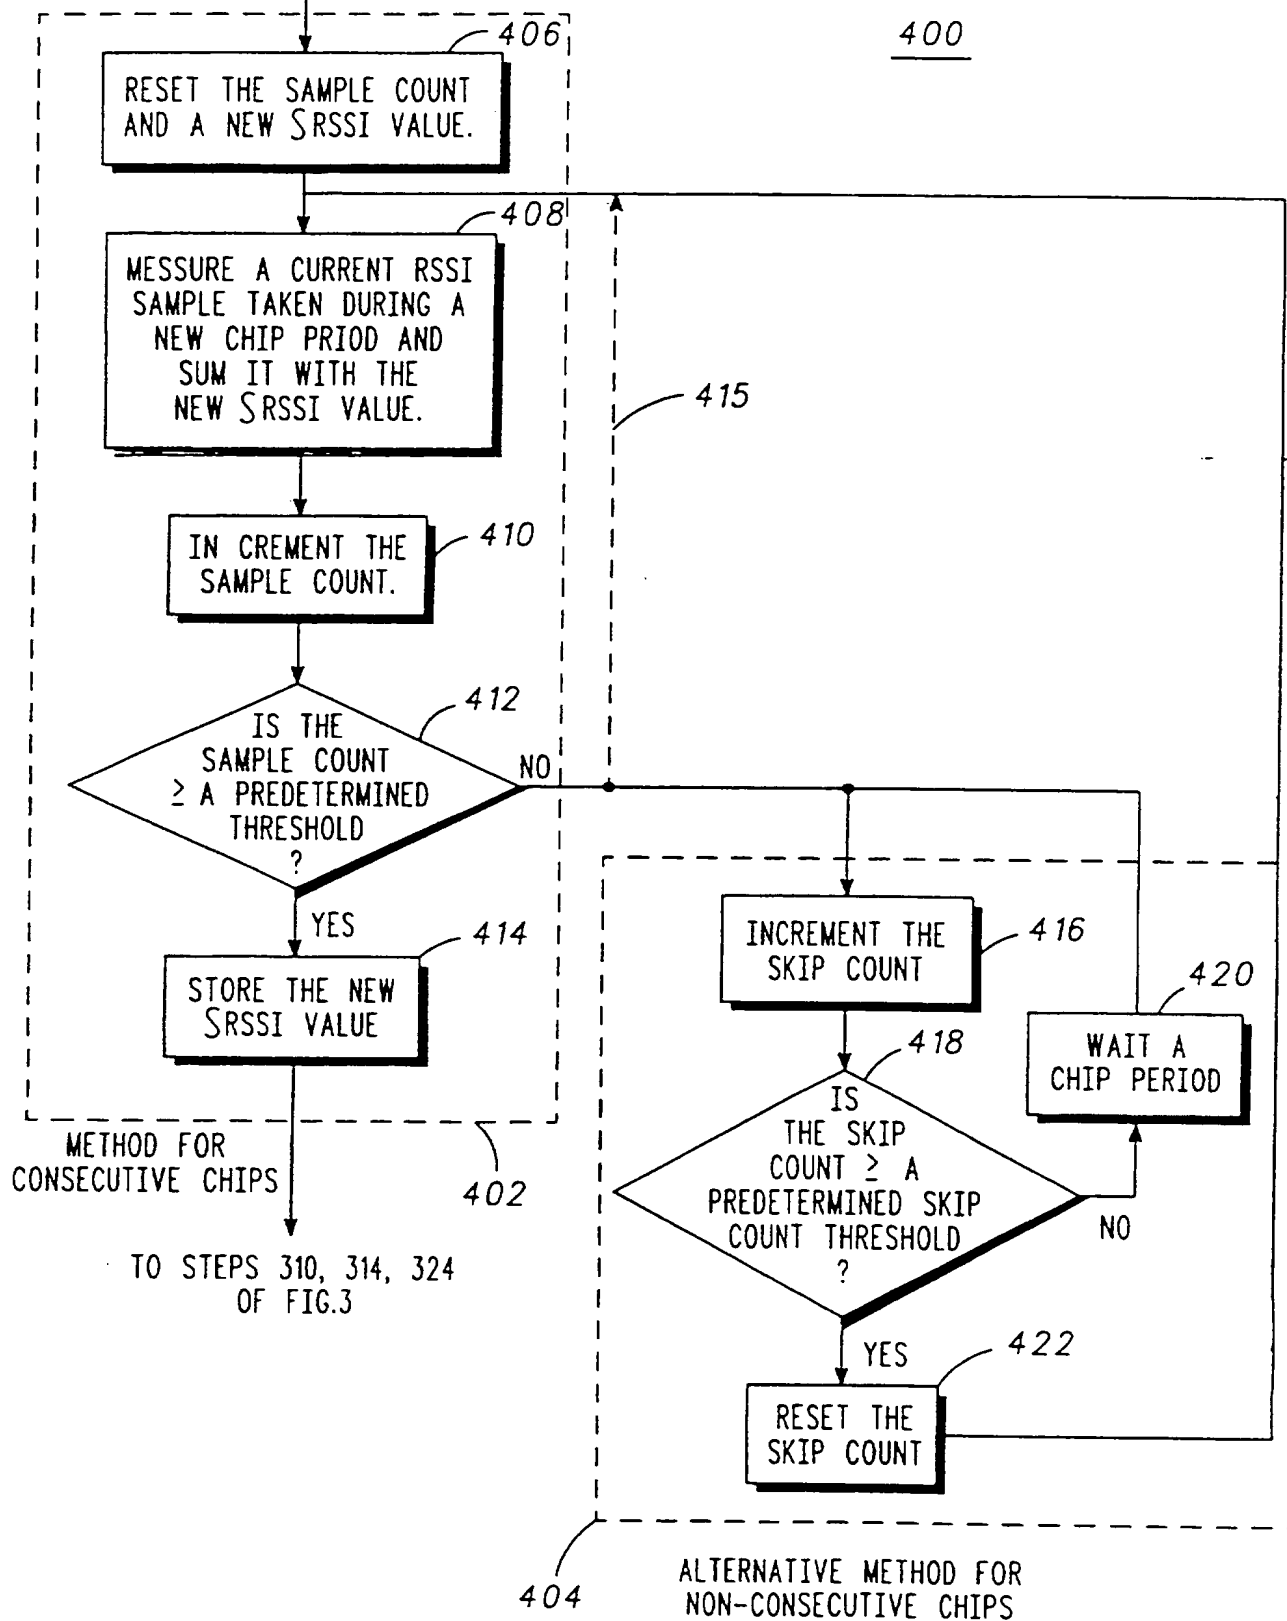 400
406
RESET THE SAMPLE COUNT
AND A NEW SRSSI VALUE.
408
MESSURE A CURRENT RSSI
SAMPLE TAKEN DURING A
NEW CHIP PRIOD AND
SUM IT WITH THE
NEW SRSSI VALUE.
415
410
IN CREMENT THE
SAMPLE COUNT.
412
IS THE
SAMPLE COUNT
≥ A PREDETERMINED
THRESHOLD
?
NO
YES
414
STORE THE NEW
SRSSI VALUE
METHOD FOR
CONSECUTIVE CHIPS
402
TO STEPS 310, 314, 324
OF FIG.3
416
INCREMENT THE
SKIP COUNT
420
WAIT A
CHIP PERIOD
418
IS
THE SKIP
COUNT ≥ A
PREDETERMINED SKIP
COUNT THRESHOLD
?
NO
YES
422
RESET THE
SKIP COUNT
404
ALTERNATIVE METHOD FOR
NON-CONSECUTIVE CHIPS